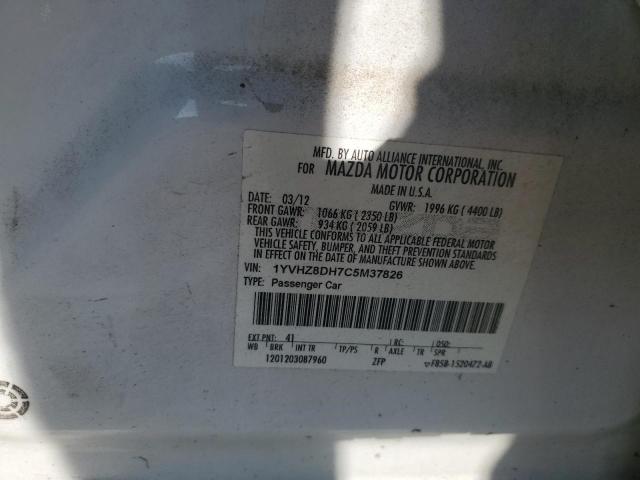 MFD. BY AUTO ALLIANCE INTERNATIONAL, INC.
FOR MAZDA MOTOR CORPORATION
MADE IN U.S.A.
DATE: 03/12 GVWR: 1996 KG ( 4400 LB)
FRONT GAWR: 1066 KG ( 2350 LB)
REAR GAWR: 934 KG ( 2059 LB)
THIS VEHICLE CONFORMS TO ALL APPLICABLE FEDERAL MOTOR
VEHICLE SAFETY, BUMPER, AND THEFT PREVENTION STANDARDS
IN EFFECT ON THE DATE OF MANUFACTURE SHOWN ABOVE.
VIN: 1YVHZ8DH7C5M37826
TYPE: Passenger Car
EXT PNT: 41 RC: DSO:
WB BRK INT TR TP/PS R AXLE TR SPR
1201203087960 ZFP F85B-1520472-AB